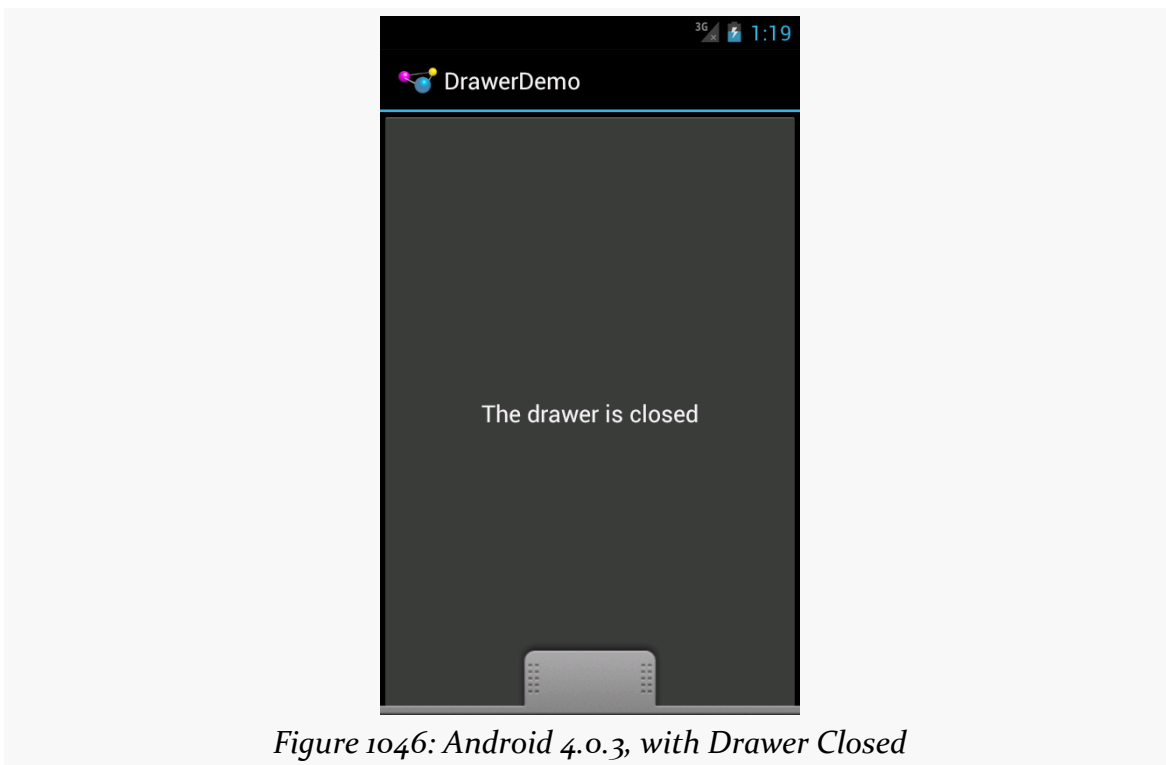 3G 1:19
DrawerDemo
The drawer is closed
Figure 1046: Android 4.0.3, with Drawer Closed